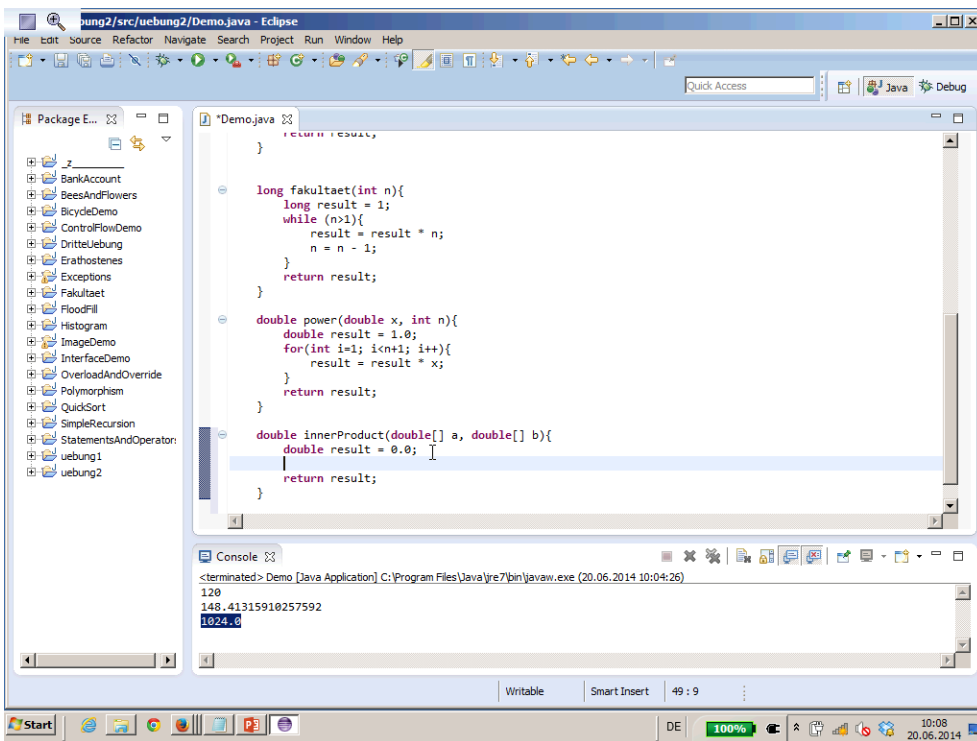 bung2/src/uebung2/Demo.java - Eclipse
File Edit Source Refactor Navigate Search Project Run Window Help
Quick Access
Java
Debug
Package E...
_z________
BankAccount
BeesAndFlowers
BicycleDemo
ControlFlowDemo
DritteUebung
Erathostenes
Exceptions
Fakultaet
FloodFill
Histogram
ImageDemo
InterfaceDemo
OverloadAndOverride
Polymorphism
QuickSort
SimpleRecursion
StatementsAndOperator
uebung1
uebung2
*Demo.java
return result;
}
long fakultaet(int n){
long result = 1;
while (n>1){
result = result * n;
n = n - 1;
}
return result;
}
double power(double x, int n){
double result = 1.0;
for(int i=1; i<n+1; i++){
result = result * x;
}
return result;
}
double innerProduct(double[] a, double[] b){
double result = 0.0;
return result;
}
Console
<terminated> Demo [Java Application] C:\Program Files\Java\jre7\bin\javaw.exe (20.06.2014 10:04:26)
120
148.41315910257592
1024.0
Writable
Smart Insert
49 : 9
Start
DE
100%
10:08
20.06.2014